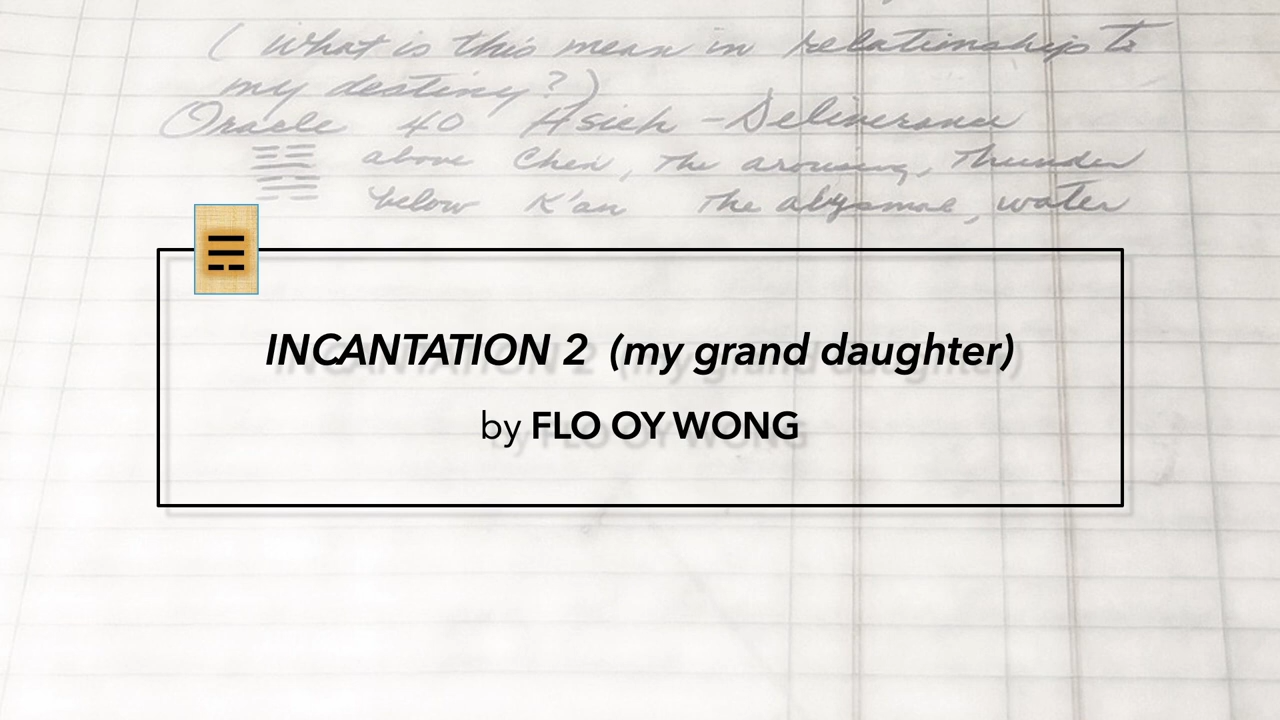 ( What is this mean in relationship to
my destiny? )
Oracle 40 Hsieh - Deliverance
above Chen, the arousing, thunder
below K'an the abysmal, water
INCANTATION 2 (my grand daughter)
by FLO OY WONG